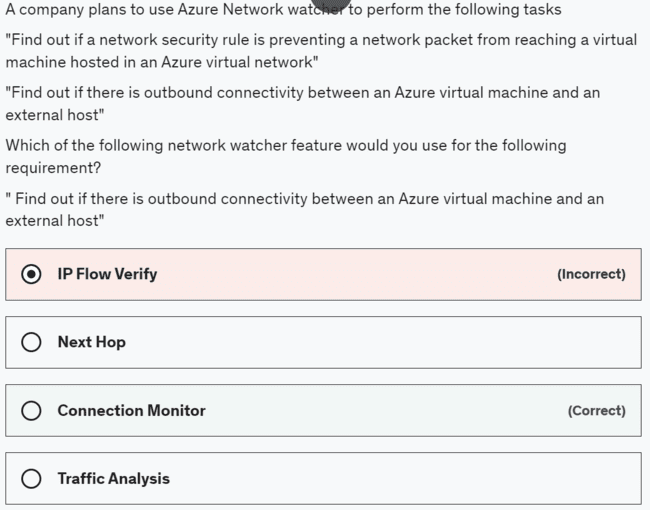 A company plans to use Azure Network watcher to perform the following tasks
"Find out if a network security rule is preventing a network packet from reaching a virtual
machine hosted in an Azure virtual network"
"Find out if there is outbound connectivity between an Azure virtual machine and an
external host"
Which of the following network watcher feature would you use for the following
requirement?
" Find out if there is outbound connectivity between an Azure virtual machine and an
external host"
IP Flow Verify (Incorrect)
Next Hop
Connection Monitor (Correct)
Traffic Analysis